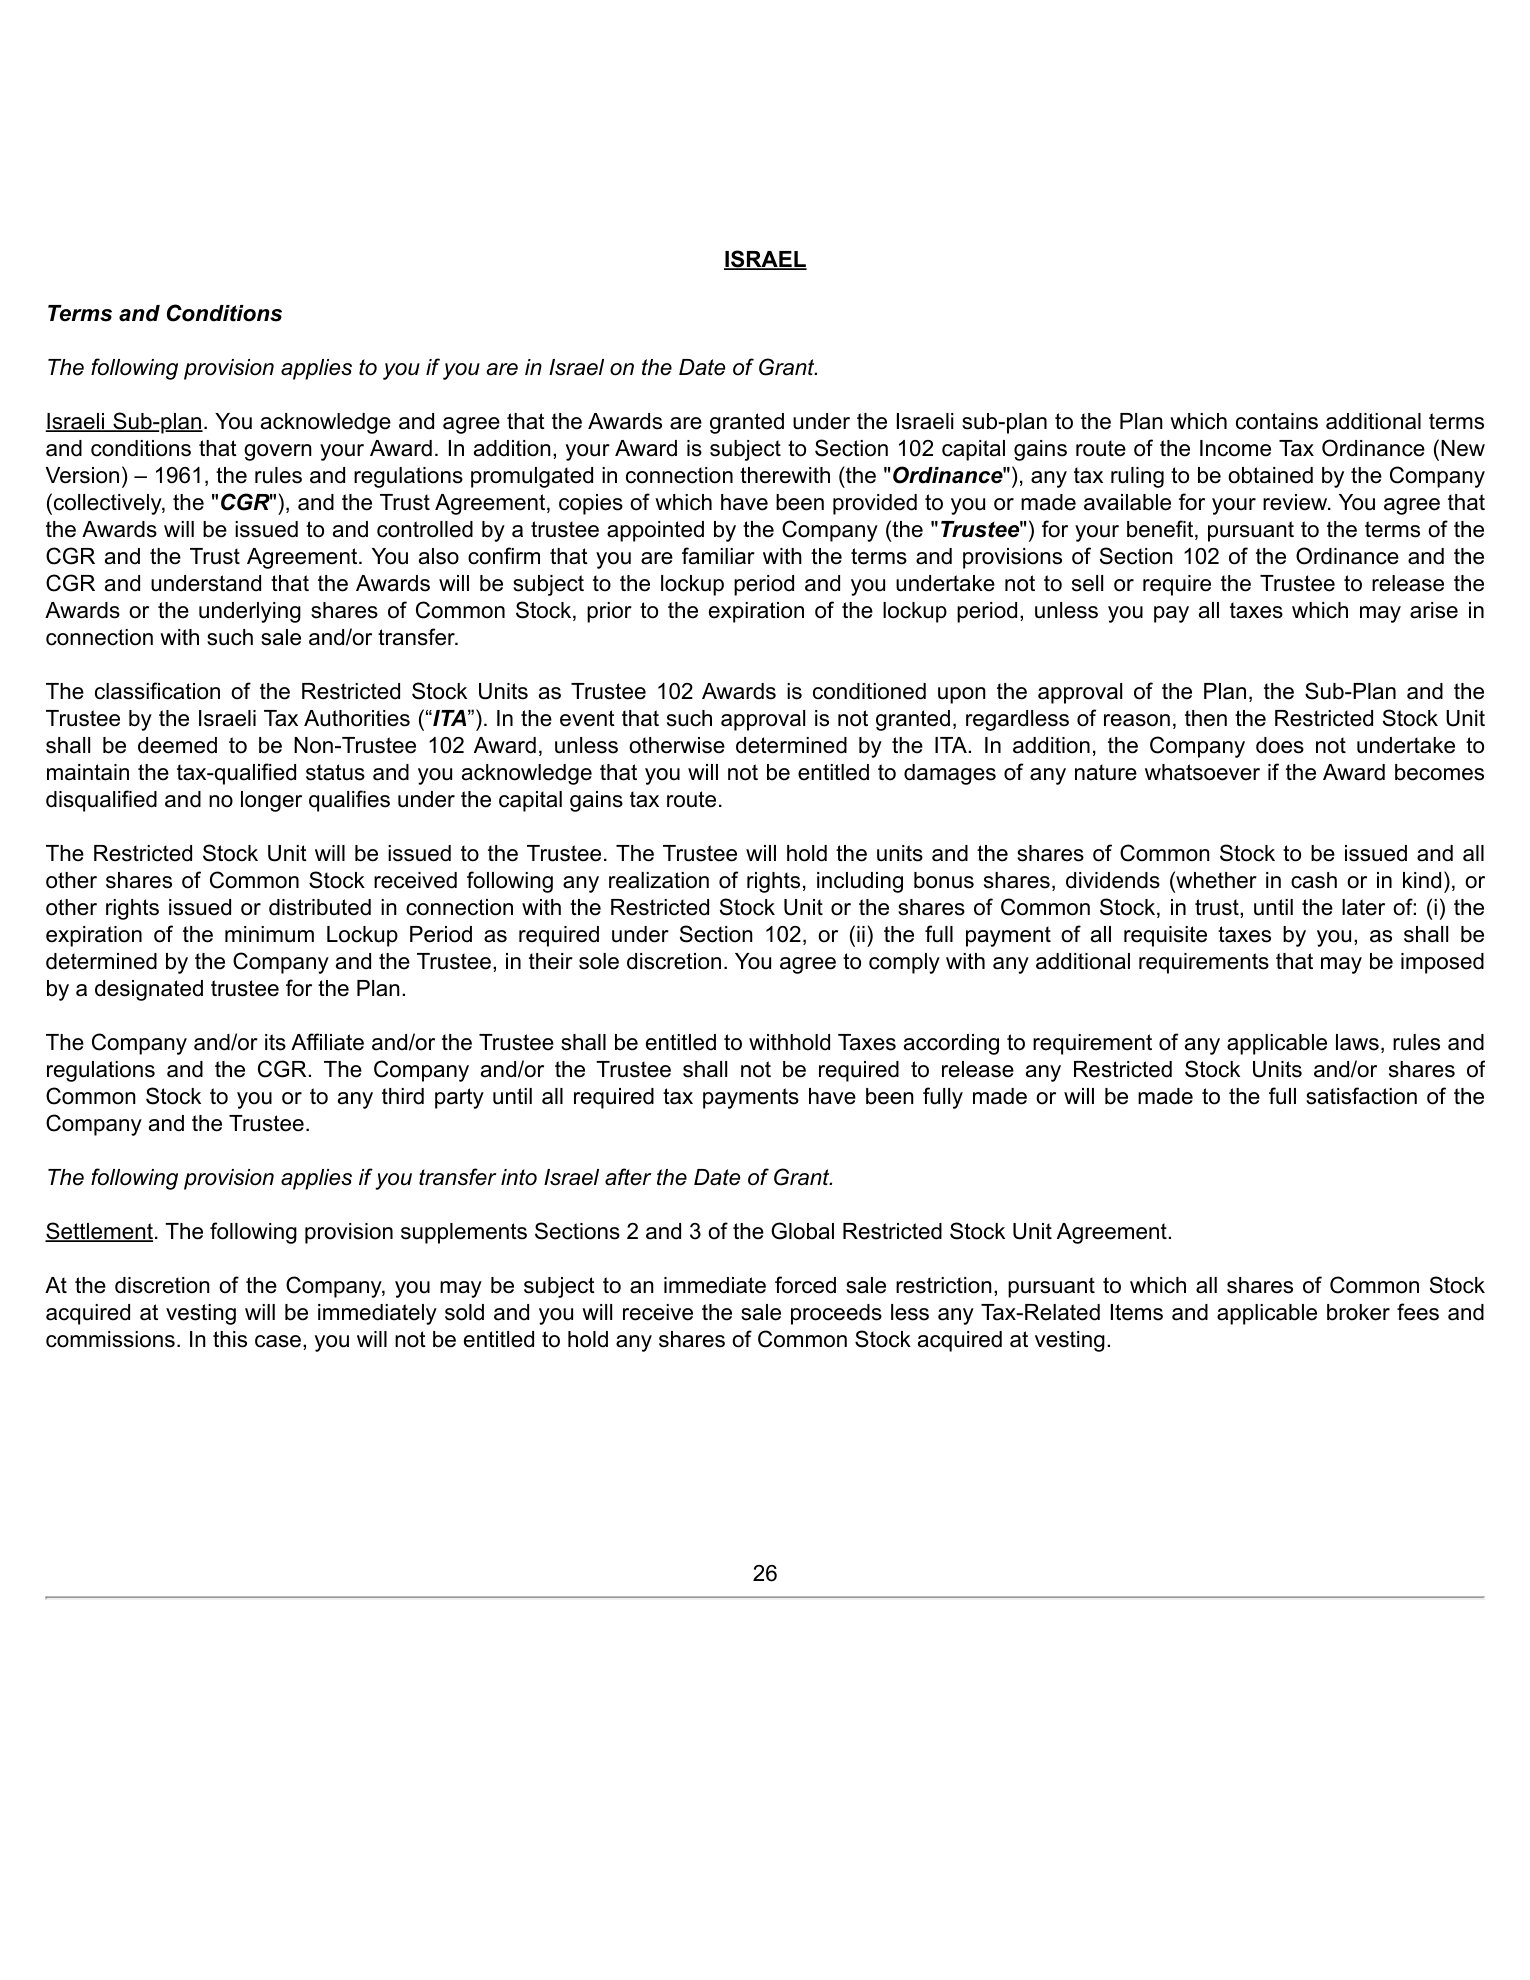 ISRAEL
Terms and Conditions
The following provision applies to you if you are in Israel on the Date of Grant.
Israeli Sub-plan. You acknowledge and agree that the Awards are granted under the Israeli sub-plan to the Plan which contains additional terms
and conditions that govern your Award. In addition, your Award is subject to Section 102 capital gains route of the Income Tax Ordinance (New
Version) – 1961, the rules and regulations promulgated in connection therewith (the "Ordinance"), any tax ruling to be obtained by the Company
(collectively, the "CGR"), and the Trust Agreement, copies of which have been provided to you or made available for your review. You agree that
the Awards will be issued to and controlled by a trustee appointed by the Company (the "Trustee") for your benefit, pursuant to the terms of the
CGR and the Trust Agreement. You also confirm that you are familiar with the terms and provisions of Section 102 of the Ordinance and the
CGR and understand that the Awards will be subject to the lockup period and you undertake not to sell or require the Trustee to release the
Awards or the underlying shares of Common Stock, prior to the expiration of the lockup period, unless you pay all taxes which may arise in
connection with such sale and/or transfer.
The classification of the Restricted Stock Units as Trustee 102 Awards is conditioned upon the approval of the Plan, the Sub-Plan and the
Trustee by the Israeli Tax Authorities (“ITA”). In the event that such approval is not granted, regardless of reason, then the Restricted Stock Unit
shall be deemed to be Non-Trustee 102 Award, unless otherwise determined by the ITA. In addition, the Company does not undertake to
maintain the tax-qualified status and you acknowledge that you will not be entitled to damages of any nature whatsoever if the Award becomes
disqualified and no longer qualifies under the capital gains tax route.
The Restricted Stock Unit will be issued to the Trustee. The Trustee will hold the units and the shares of Common Stock to be issued and all
other shares of Common Stock received following any realization of rights, including bonus shares, dividends (whether in cash or in kind), or
other rights issued or distributed in connection with the Restricted Stock Unit or the shares of Common Stock, in trust, until the later of: (i) the
expiration of the minimum Lockup Period as required under Section 102, or (ii) the full payment of all requisite taxes by you, as shall be
determined by the Company and the Trustee, in their sole discretion. You agree to comply with any additional requirements that may be imposed
by a designated trustee for the Plan.
The Company and/or its Affiliate and/or the Trustee shall be entitled to withhold Taxes according to requirement of any applicable laws, rules and
regulations and the CGR. The Company and/or the Trustee shall not be required to release any Restricted Stock Units and/or shares of
Common Stock to you or to any third party until all required tax payments have been fully made or will be made to the full satisfaction of the
Company and the Trustee.
The following provision applies if you transfer into Israel after the Date of Grant.
Settlement. The following provision supplements Sections 2 and 3 of the Global Restricted Stock Unit Agreement.
At the discretion of the Company, you may be subject to an immediate forced sale restriction, pursuant to which all shares of Common Stock
acquired at vesting will be immediately sold and you will receive the sale proceeds less any Tax-Related Items and applicable broker fees and
commissions. In this case, you will not be entitled to hold any shares of Common Stock acquired at vesting.
26